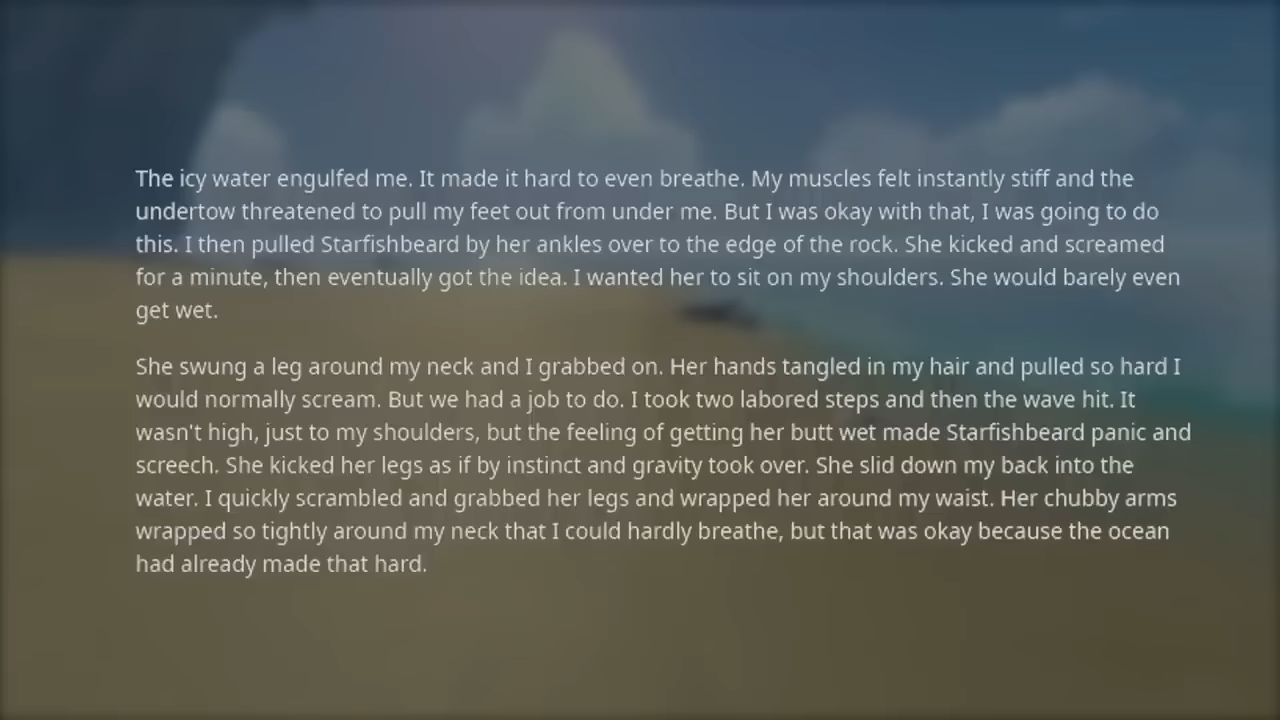 The icy water engulfed me. It made it hard to even breathe. My muscles felt instantly stiff and the
undertow threatened to pull my feet out from under me. But I was okay with that, I was going to do
this. I then pulled Starfishbeard by her ankles over to the edge of the rock. She kicked and screamed
for a minute, then eventually got the idea. I wanted her to sit on my shoulders. She would barely even
get wet.
She swung a leg around my neck and I grabbed on. Her hands tangled in my hair and pulled so hard I
would normally scream. But we had a job to do. I took two labored steps and then the wave hit. It
wasn't high, just to my shoulders, but the feeling of getting her butt wet made Starfishbeard panic and
screech. She kicked her legs as if by instinct and gravity took over. She slid down my back into the
water. I quickly scrambled and grabbed her legs and wrapped her around my waist. Her chubby arms
wrapped so tightly around my neck that I could hardly breathe, but that was okay because the ocean
had already made that hard.